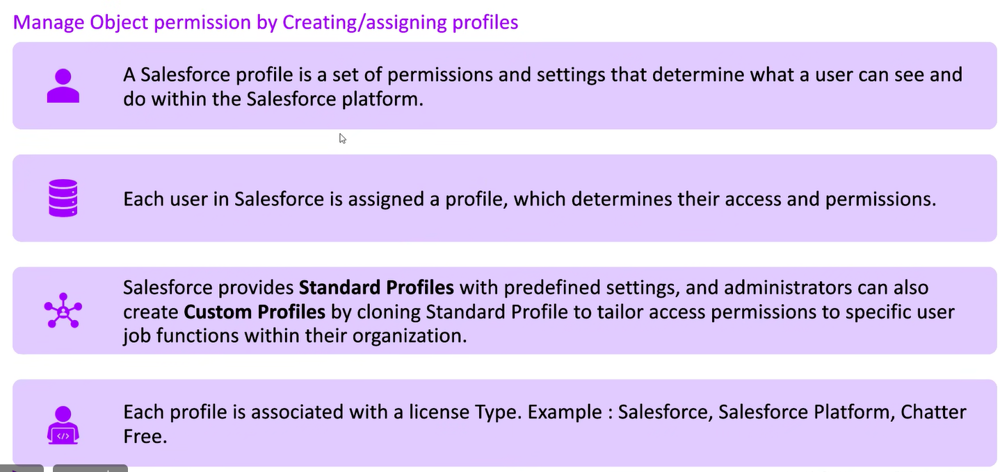 Manage Object permission by Creating/assigning profiles
A Salesforce profile is a set of permissions and settings that determine what a user can see and
do within the Salesforce platform.
Each user in Salesforce is assigned a profile, which determines their access and permissions.
Salesforce provides Standard Profiles with predefined settings, and administrators can also
create Custom Profiles by cloning Standard Profile to tailor access permissions to specific user
job functions within their organization.
Each profile is associated with a license Type. Example : Salesforce, Salesforce Platform, Chatter
Free.